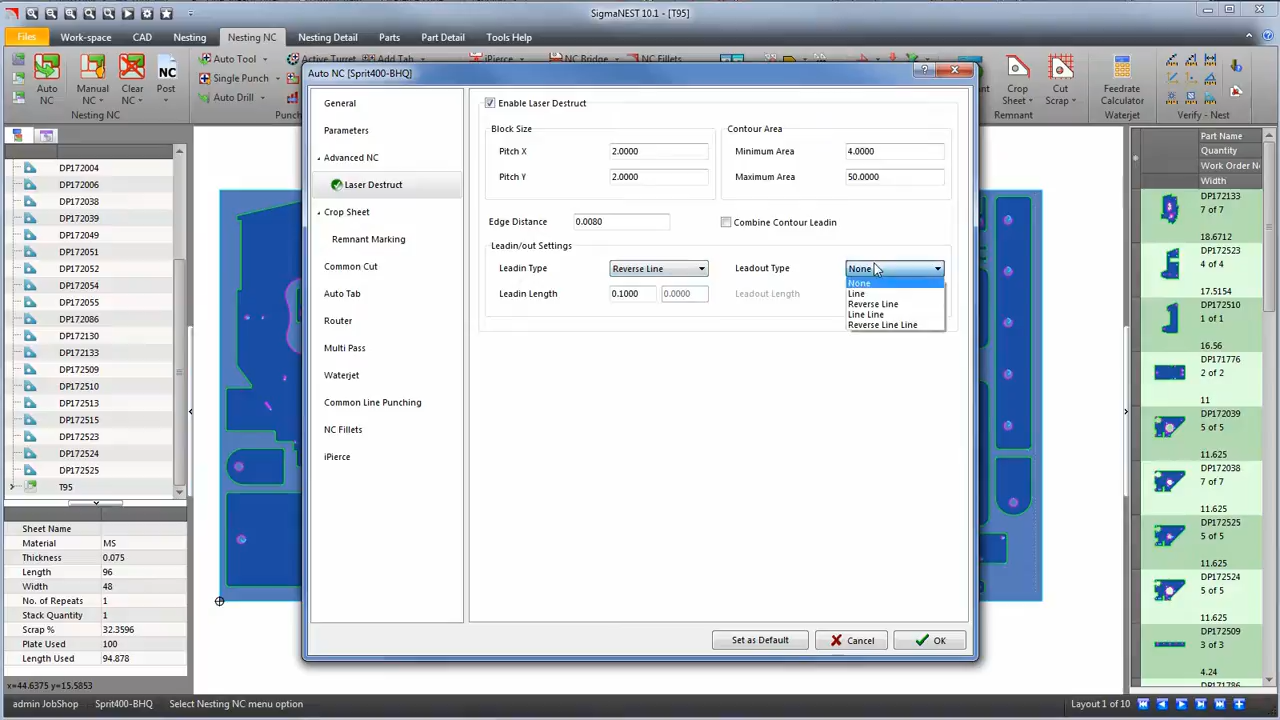 SigmaNEST 10.1 - [T95]
Files
Work-space
CAD
Nesting
Nesting NC
Nesting Detail
Parts
Part Detail
Tools Help
Auto NC
Manual NC
Clear NC
Post
Nesting NC
Auto Tool
Single Punch
Auto Drill
Add Tab
iPierce
NC Bridge
NC Fillets
Crop Sheet
Cut Scrap
Remnant
Feedrate Calculator
Waterjet
Verify - Nest
Auto NC [Sprit400-BHQ]
General
Parameters
Advanced NC
Laser Destruct
Crop Sheet
Remnant Marking
Common Cut
Auto Tab
Router
Multi Pass
Waterjet
Common Line Punching
NC Fillets
iPierce
Enable Laser Destruct
Block Size
Pitch X 2.0000
Pitch Y 2.0000
Contour Area
Minimum Area 4.0000
Maximum Area 50.0000
Edge Distance 0.0080
Combine Contour Leadin
Leadin/out Settings
Leadin Type Reverse Line
Leadin Length 0.1000 0.0000
Leadout Type None
Leadout Length
None
Line
Reverse Line
Line Line
Reverse Line Line
Set as Default
Cancel
OK
DP172004
DP172006
DP172038
DP172039
DP172049
DP172051
DP172052
DP172086
DP172130
DP172133
DP172509
DP172510
DP172513
DP172515
DP172523
DP172524
DP172525
T95
Sheet Name
Material MS
Thickness 0.075
Length 96
Width 48
No. of Repeats 1
Stack Quantity 1
Scrap % 32.3596
Plate Used 100
Length Used 94.878
x=44.6375 y=15.5853
Part Name
Quantity
Work Order N
Width
DP172133
7 of 7
18.6712
DP172523
4 of 4
17.5154
DP172510
1 of 1
16.56
DP171776
2 of 2
11
DP172039
5 of 5
11.625
DP172038
7 of 7
11.625
DP172525
5 of 5
11.625
DP172524
5 of 5
11.625
DP172509
3 of 3
4.24
DP171786
admin JobShop
Sprit400-BHQ
Select Nesting NC menu option
Layout 1 of 10